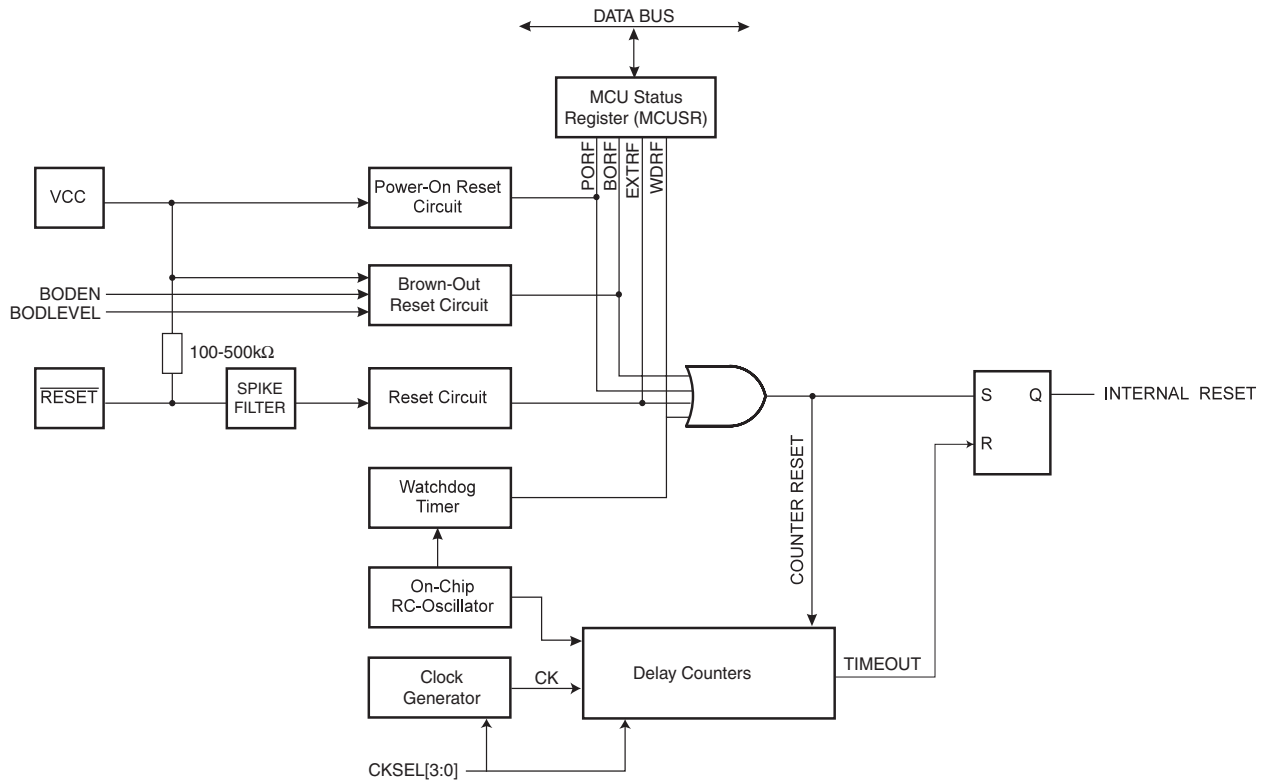 DATA BUS
MCU Status
Register (MCUSR)
PORF
BORF
EXTRF
WDRF
VCC
Power-On Reset
Circuit
BODEN
BODLEVEL
Brown-Out
Reset Circuit
100-500kΩ
RESET
SPIKE
FILTER
Reset Circuit
S
Q
R
INTERNAL RESET
Watchdog
Timer
COUNTER RESET
On-Chip
RC-Oscillator
Delay Counters
TIMEOUT
Clock
Generator
CK
CKSEL[3:0]